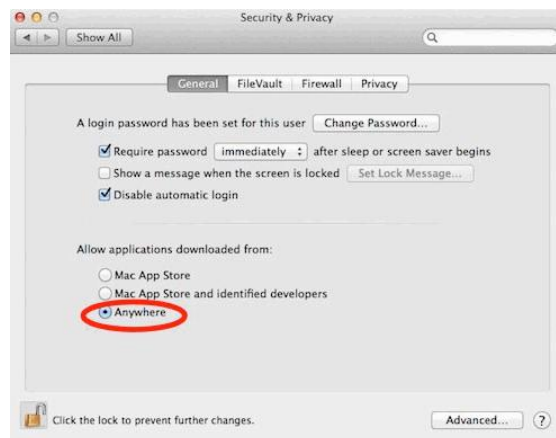 Security & Privacy
Show All
General FileVault Firewall Privacy
A login password has been set for this user Change Password...
Require password immediately after sleep or screen saver begins
Show a message when the screen is locked Set Lock Message...
Disable automatic login
Allow applications downloaded from:
Mac App Store
Mac App Store and identified developers
Anywhere
Click the lock to prevent further changes. Advanced... ?